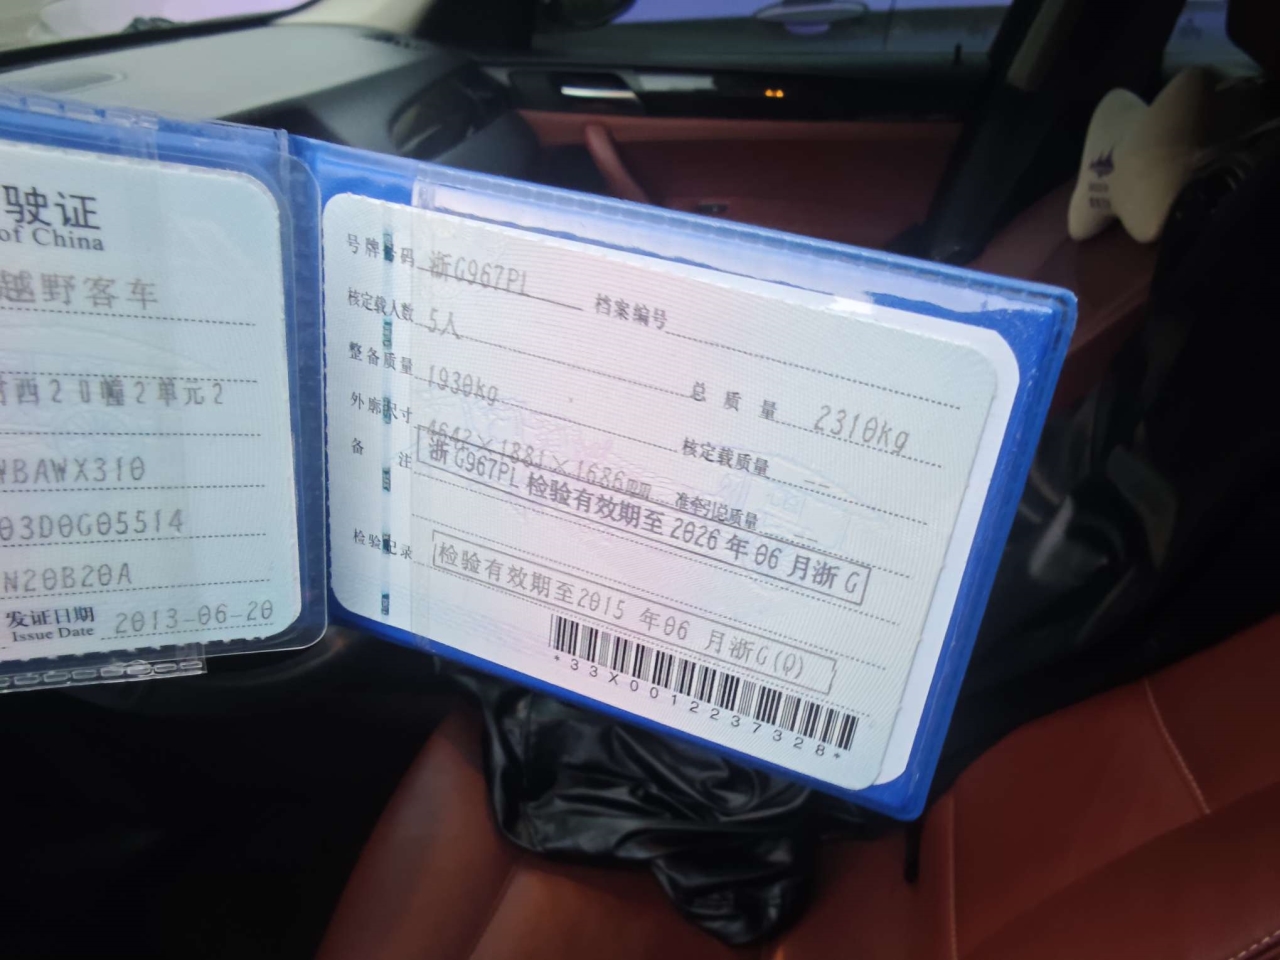 驶证
of China
越野客车
西20幢2单元2
WBAWX310
03D0G05514
N20B20A
发证日期
Issue Date
2013-06-20
号牌号码 浙G967PL 档案编号
核定载人数 5人 总质量 2310kg
整备质量 1930kg 核定载质量 --
外廓尺寸 4642×1881×1686mm 准牵引总质量 --
备注 浙G967PL 检验有效期至2026年06月浙G
检验记录 检验有效期至2015年06月浙G(Q)
*33X0012237328*